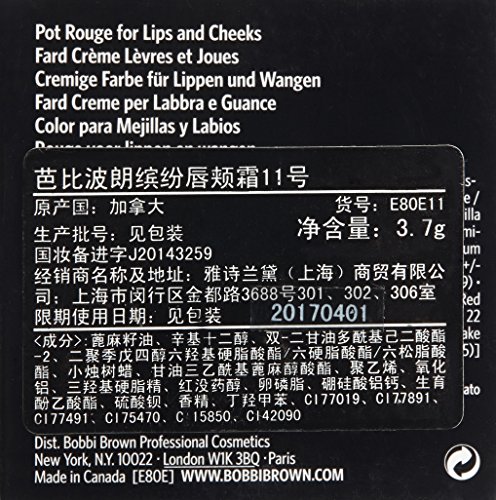 Pot Rouge for Lips and Cheeks
Fard Crème Lèvres et Joues
Cremige Farbe für Lippen und Wangen
Fard Creme per Labbra e Guance
Color para Mejillas y Labios
芭比波朗缤纷唇颊霜11号
原产国：加拿大 货号：E80E11
生产批号：见包装 净含量：3.7g
国妆备进字J20143259
经销商名称及地址：雅诗兰黛（上海）商贸有限公
司：上海市闵行区金都路3688号301、302、306室
限期使用日期：见包装 20170401
<成分>：蓖麻籽油、辛基十二醇、双-二甘油多酰基己二酸酯
-2、二聚季戊四醇六羟基硬脂酸酯/六硬脂酸酯/六松脂酸
酯、小烛树蜡、甘油三乙酰基蓖麻醇酸酯、聚乙烯、氧化
铝、三羟基硬脂精、红没药醇、卵磷脂、硼硅酸铝钙、生育
酚乙酸酯、硫酸钡、香精、丁羟甲苯、CI77019、CI77891、
CI77491、CI75470、CI15850、CI42090
Dist. Bobbi Brown Professional Cosmetics
New York, N.Y. 10022 · London W1K 3BQ · Paris
Made in Canada [E80E] WWW.BOBBIBROWN.COM